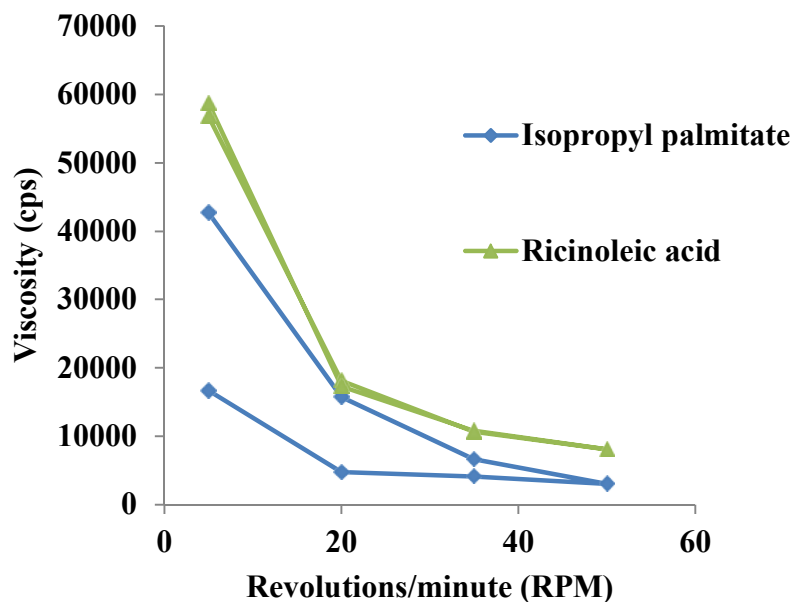 70000
60000
50000
40000
30000
20000
10000
0
Viscosity (cps)
Isopropyl palmitate
Ricinoleic acid
0 20 40 60
Revolutions/minute (RPM)